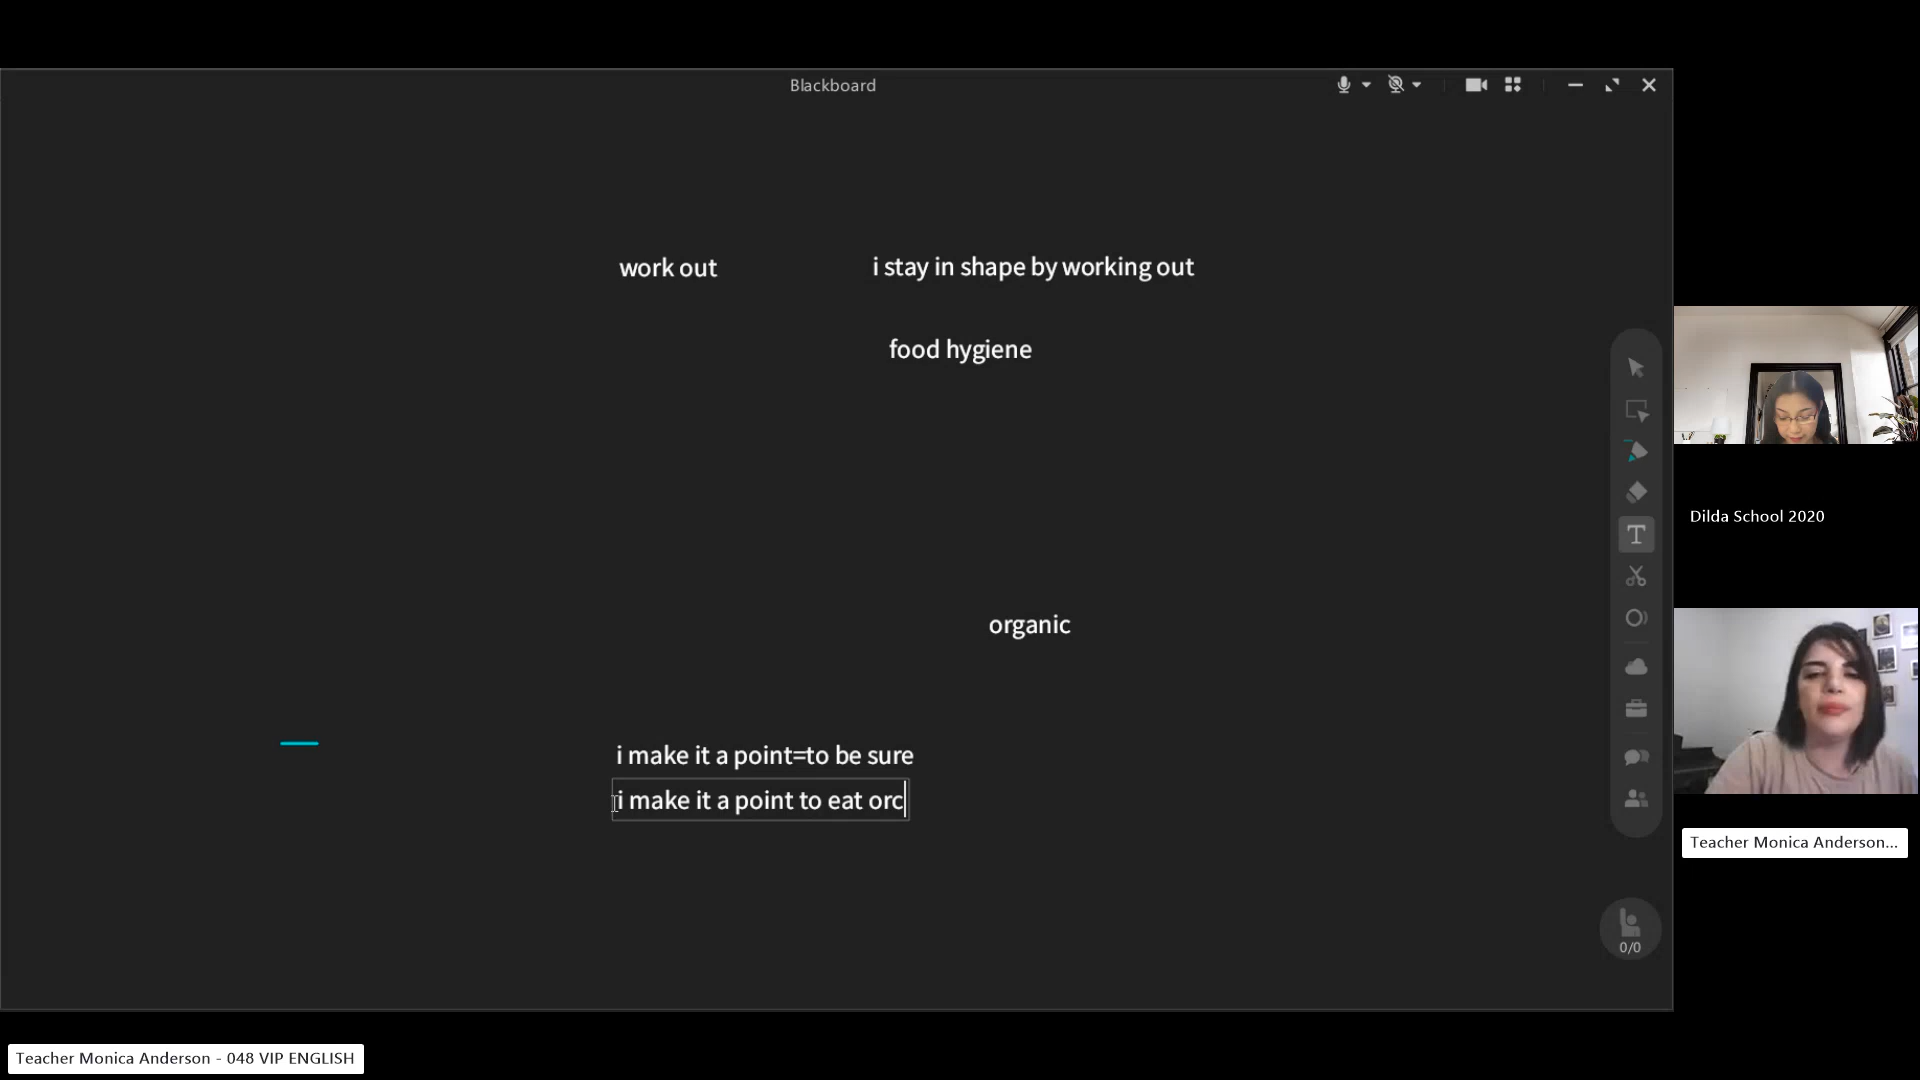 Blackboard
work out
i stay in shape by working out
food hygiene
organic
i make it a point=to be sure
i make it a point to eat orc
T
0/0
Dilda School 2020
Teacher Monica Anderson...
Teacher Monica Anderson - 048 VIP ENGLISH